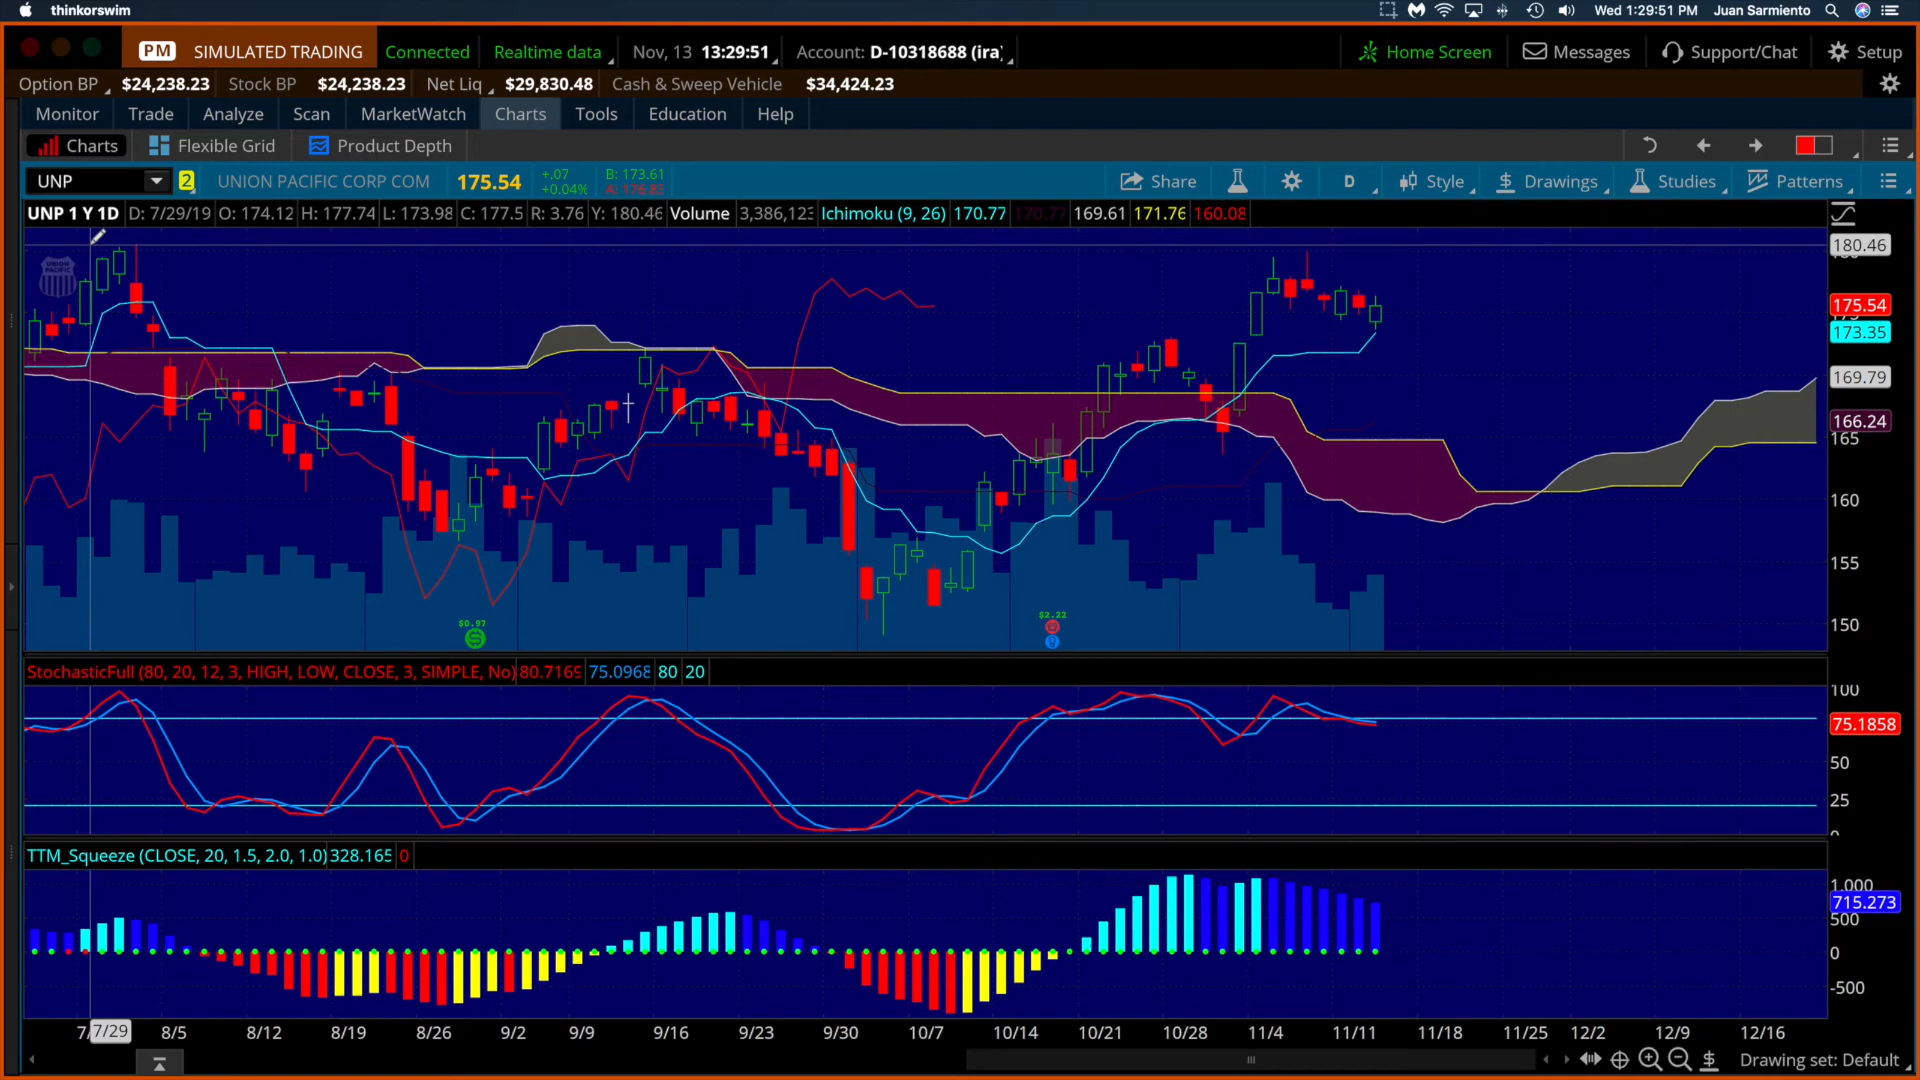 thinkorswim Wed 1:29:51 PM Juan Sarmiento
PM SIMULATED TRADING Connected Realtime data Nov, 13 13:29:51 Account: D-10318688 (ira) Home Screen Messages Support/Chat Setup
Option BP $24,238.23 Stock BP $24,238.23 Net Liq $29,830.48 Cash & Sweep Vehicle $34,424.23
Monitor Trade Analyze Scan MarketWatch Charts Tools Education Help
Charts Flexible Grid Product Depth
UNP 2 UNION PACIFIC CORP COM 175.54 +.07 B: 173.61 Share D Style $ Drawings Studies Patterns
+0.04% A: 176.83
UNP 1 Y 1D D: 7/29/19 O: 174.12 H: 177.74 L: 173.98 C: 177.5 R: 3.76 Y: 180.46 Volume 3,386,123 Ichimoku (9, 26) 170.77 170.77 169.61 171.76 160.08
180.46
UNION PACIFIC
175.54
173.35
169.79
166.24
165
160
155
$0.97 $2.22
150
StochasticFull (80, 20, 12, 3, HIGH, LOW, CLOSE, 3, SIMPLE, No) 80.7169 75.0968 80 20
100
75.1858
50
25
TTM_Squeeze (CLOSE, 20, 1.5, 2.0, 1.0) 328.165 0
1,000
715.273
500
0
-500
7/29 8/5 8/12 8/19 8/26 9/2 9/9 9/16 9/23 9/30 10/7 10/14 10/21 10/28 11/4 11/11 11/18 11/25 12/2 12/9 12/16
Drawing set: Default